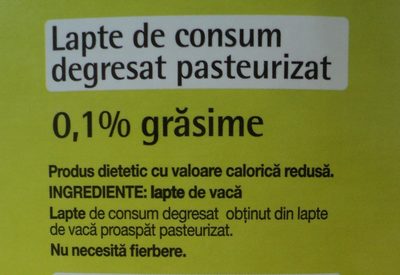 Lapte de consum
degresat pasteurizat
0,1% grăsime
Produs dietetic cu valoare calorică redusă.
INGREDIENTE: lapte de vacă
Lapte de consum degresat obținut din lapte
de vacă proaspăt pasteurizat.
Nu necesită fierbere.